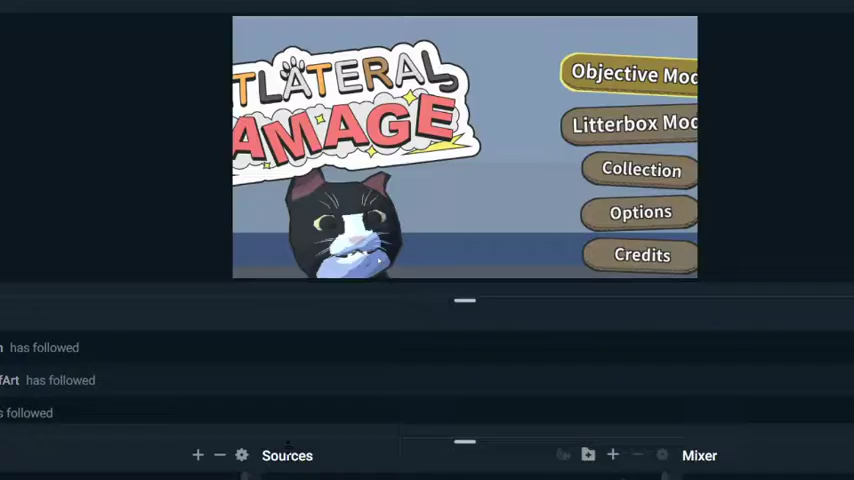 TLATERAL
AMAGE
Objective Mod
Litterbox Mod
Collection
Options
Credits
n has followed
fArt has followed
s followed
Sources
Mixer